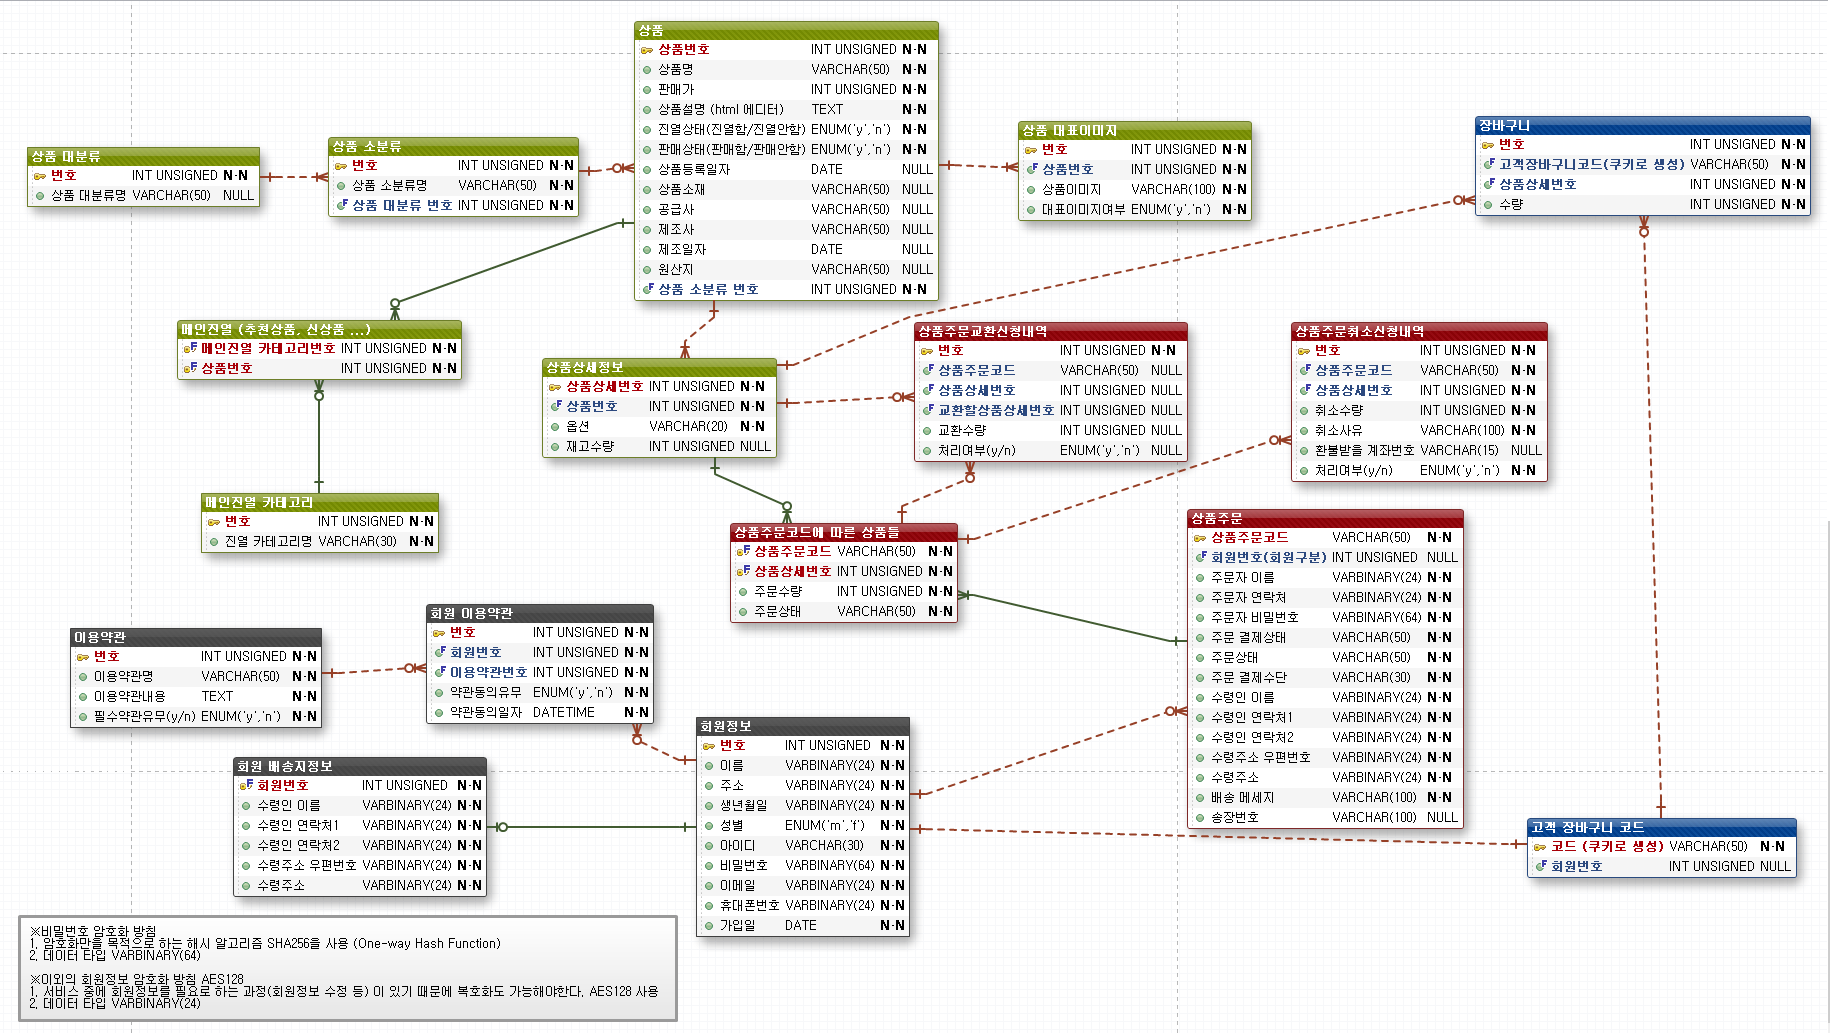 상품
상품번호 INT UNSIGNED N-N
상품명 VARCHAR(50) N-N
판매가 INT UNSIGNED N-N
상품설명 (html 에디터) TEXT N-N
진열상태(진열함/진열안함) ENUM('y','n') N-N
판매상태(판매함/판매안함) ENUM('y','n') N-N
상품등록일자 DATE NULL
상품소재 VARCHAR(50) NULL
공급사 VARCHAR(50) NULL
제조사 VARCHAR(50) NULL
제조일자 DATE NULL
원산지 VARCHAR(50) NULL
상품 소분류 번호 INT UNSIGNED N-N
상품 대분류
번호 INT UNSIGNED N-N
상품 대분류명 VARCHAR(50) NULL
상품 소분류
번호 INT UNSIGNED N-N
상품 소분류명 VARCHAR(50) N-N
상품 대분류 번호 INT UNSIGNED N-N
상품 대표이미지
번호 INT UNSIGNED N-N
상품번호 INT UNSIGNED N-N
상품이미지 VARCHAR(100) N-N
대표이미지여부 ENUM('y','n') N-N
장바구니
번호 INT UNSIGNED N-N
고객장바구니코드(쿠키로 생성) VARCHAR(50) N-N
상품상세번호 INT UNSIGNED N-N
수량 INT UNSIGNED N-N
메인진열 (추천상품, 신상품 ...)
메인진열 카테고리번호 INT UNSIGNED N-N
상품번호 INT UNSIGNED N-N
상품상세정보
상품상세번호 INT UNSIGNED N-N
상품번호 INT UNSIGNED N-N
옵션 VARCHAR(20) N-N
재고수량 INT UNSIGNED NULL
상품주문교환신청내역
번호 INT UNSIGNED N-N
상품주문코드 VARCHAR(50) NULL
상품상세번호 INT UNSIGNED NULL
교환할상품상세번호 INT UNSIGNED NULL
교환수량 INT UNSIGNED NULL
처리여부(y/n) ENUM('y','n') NULL
상품주문취소신청내역
번호 INT UNSIGNED N-N
상품주문코드 VARCHAR(50) N-N
상품상세번호 INT UNSIGNED N-N
취소수량 INT UNSIGNED N-N
취소사유 VARCHAR(100) N-N
환불받을 계좌번호 VARCHAR(15) NULL
처리여부(y/n) ENUM('y','n') N-N
메인진열 카테고리
번호 INT UNSIGNED N-N
진열 카테고리명 VARCHAR(30) N-N
상품주문코드에 따른 상품들
상품주문코드 VARCHAR(50) N-N
상품상세번호 INT UNSIGNED N-N
주문수량 INT UNSIGNED N-N
주문상태 VARCHAR(50) N-N
상품주문
상품주문코드 VARCHAR(50) N-N
회원번호(회원구분) INT UNSIGNED NULL
주문자 이름 VARBINARY(24) N-N
주문자 연락처 VARBINARY(24) N-N
주문자 비밀번호 VARBINARY(64) N-N
주문 결제상태 VARCHAR(50) N-N
주문상태 VARCHAR(50) N-N
주문 결제수단 VARCHAR(30) N-N
수령인 이름 VARBINARY(24) N-N
수령인 연락처1 VARBINARY(24) N-N
수령인 연락처2 VARBINARY(24) N-N
수령주소 우편번호 VARBINARY(24) N-N
수령주소 VARBINARY(24) N-N
배송 메세지 VARCHAR(100) N-N
송장번호 VARCHAR(100) NULL
이용약관
번호 INT UNSIGNED N-N
이용약관명 VARCHAR(50) N-N
이용약관내용 TEXT N-N
필수약관유무(y/n) ENUM('y','n') N-N
회원 이용약관
번호 INT UNSIGNED N-N
회원번호 INT UNSIGNED N-N
이용약관번호 INT UNSIGNED N-N
약관동의유무 ENUM('y','n') N-N
약관동의일자 DATETIME N-N
회원정보
번호 INT UNSIGNED N-N
이름 VARBINARY(24) N-N
주소 VARBINARY(24) N-N
생년월일 VARBINARY(24) N-N
성별 ENUM('m','f') N-N
아이디 VARCHAR(30) N-N
비밀번호 VARBINARY(64) N-N
이메일 VARBINARY(24) N-N
휴대폰번호 VARBINARY(24) N-N
가입일 DATE N-N
회원 배송지정보
회원번호 INT UNSIGNED N-N
수령인 이름 VARBINARY(24) N-N
수령인 연락처1 VARBINARY(24) N-N
수령인 연락처2 VARBINARY(24) N-N
수령주소 우편번호 VARBINARY(24) N-N
수령주소 VARBINARY(24) N-N
고객 장바구니 코드
코드 (쿠키로 생성) VARCHAR(50) N-N
회원번호 INT UNSIGNED NULL
※비밀번호 암호화 방침
1. 암호화만을 목적으로 하는 해시 알고리즘 SHA256을 사용 (One-way Hash Function)
2. 데이터 타입 VARBINARY(64)
※이외의 회원정보 암호화 방침 AES128
1. 서비스 중에 회원정보를 필요로 하는 과정(회원정보 수정 등) 이 있기 때문에 복호화도 가능해야한다. AES128 사용
2. 데이터 타입 VARBINARY(24)